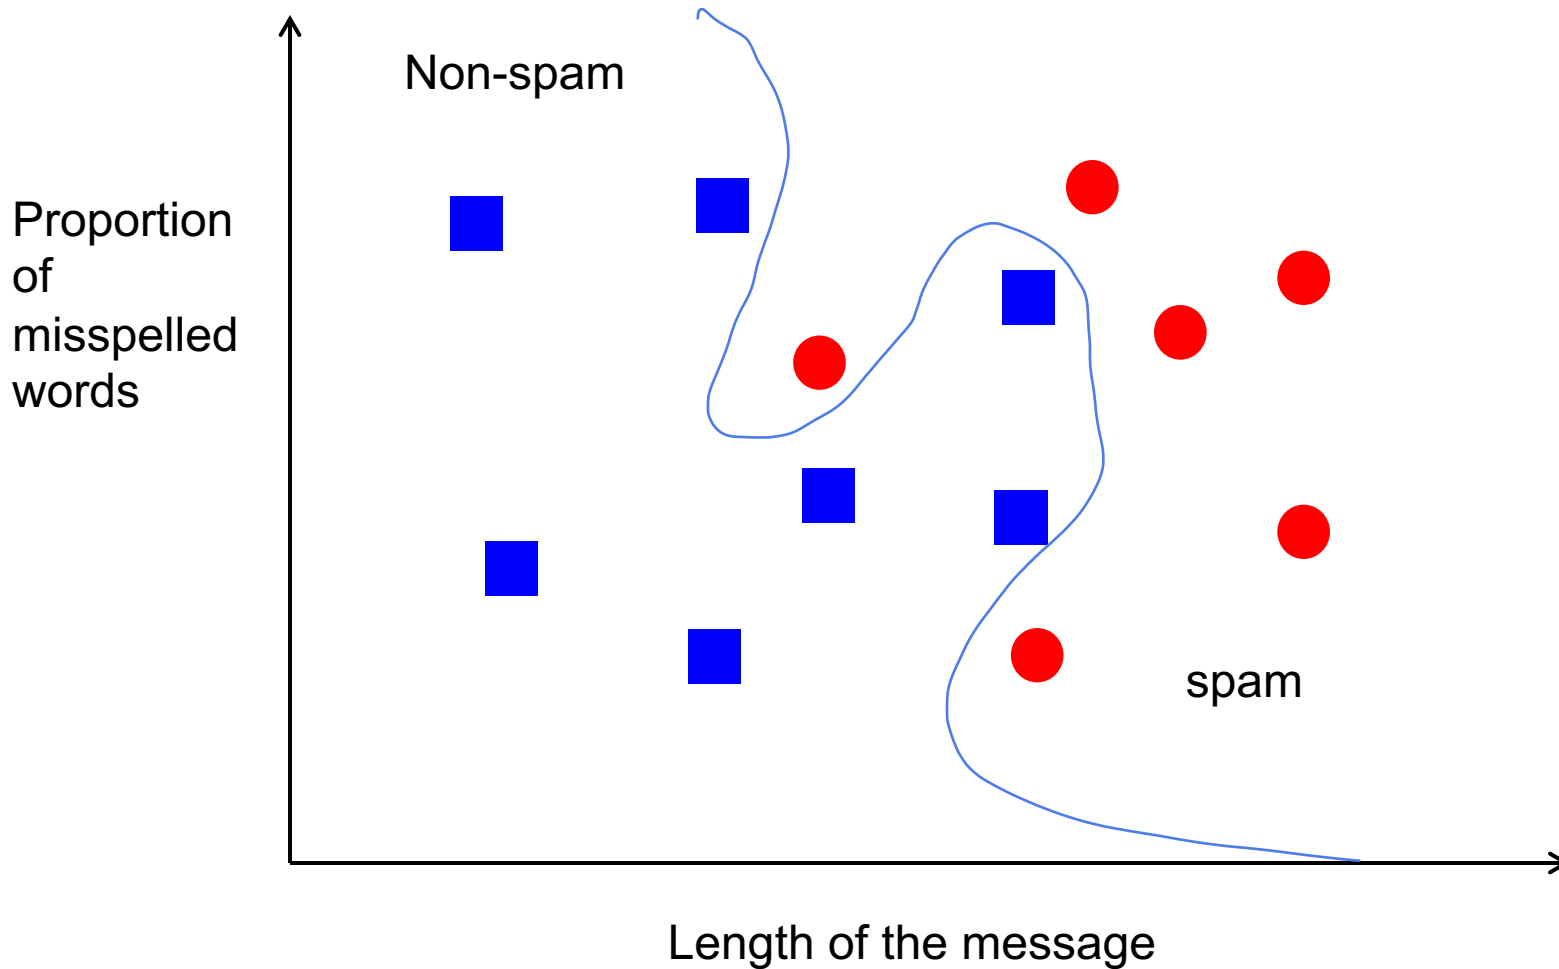 Non-spam
Proportion
of
misspelled
words
spam
Length of the message